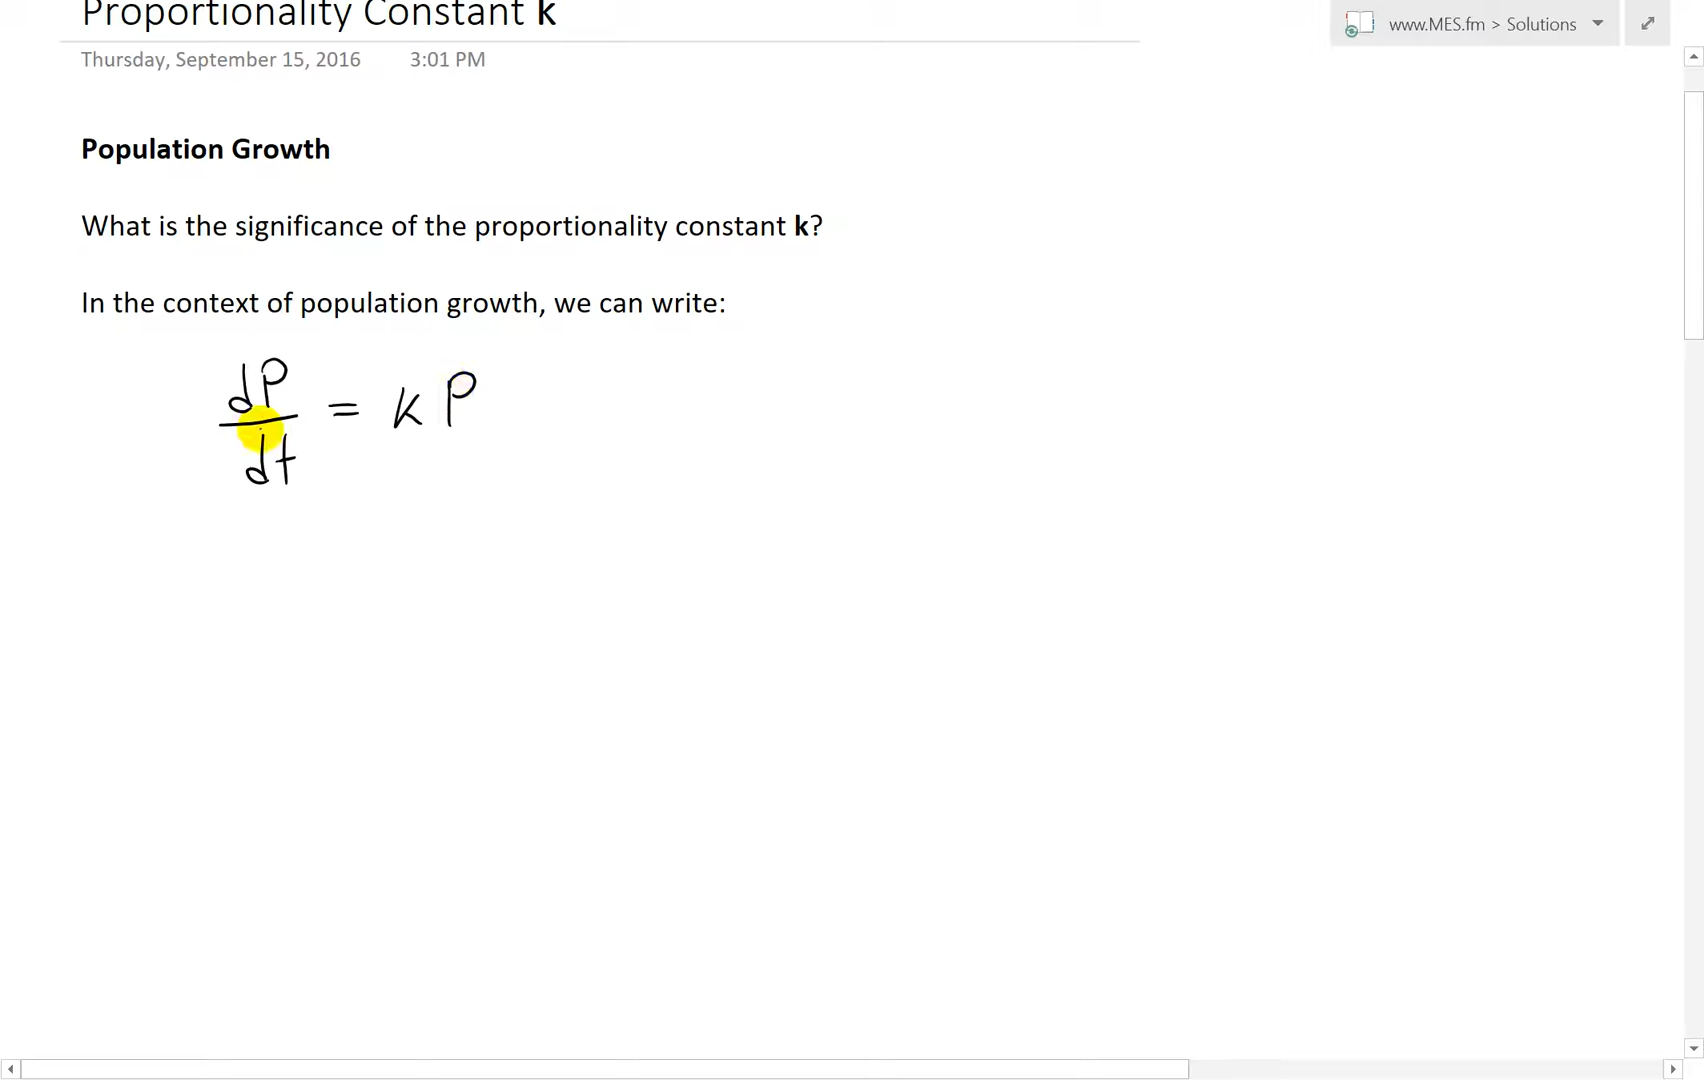 Proportionality Constant k
www.MES.fm > Solutions
Thursday, September 15, 2016 3:01 PM
Population Growth
What is the significance of the proportionality constant k?
In the context of population growth, we can write:
dP/dt = k P